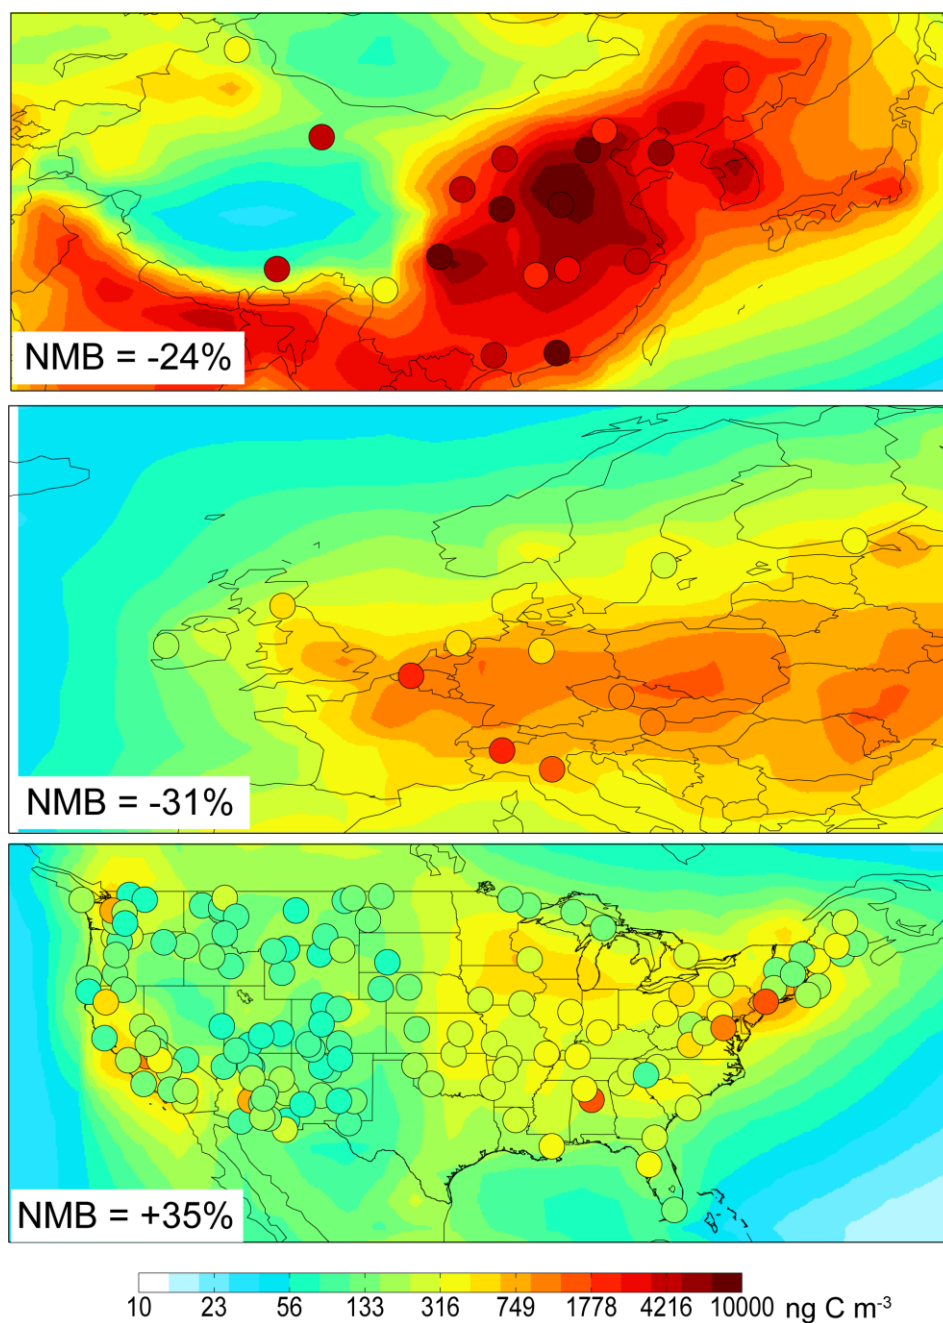 NMB = -24%
NMB = -31%
NMB = +35%
10 23 56 133 316 749 1778 4216 10000 ng C m⁻³